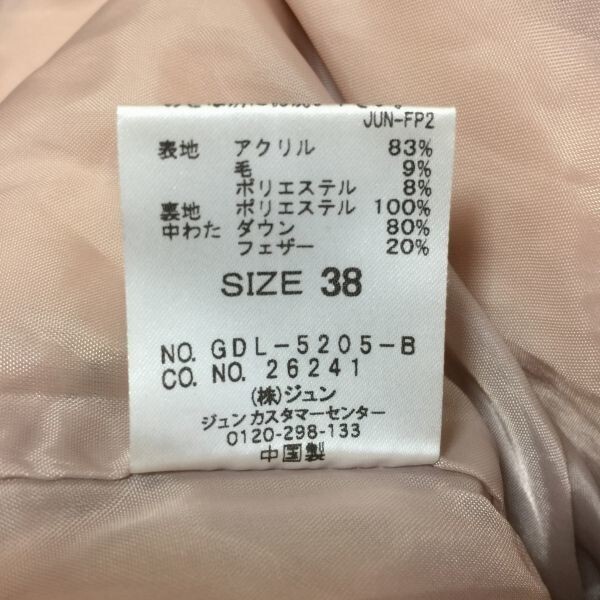 JUN-FP2
表地 アクリル 83%
毛 9%
ポリエステル 8%
裏地 ポリエステル 100%
中わた ダウン 80%
フェザー 20%
SIZE 38
NO. GDL-5205-B
CO. NO. 26241
(株)ジュン
ジュンカスタマーセンター
0120-298-133
中国製